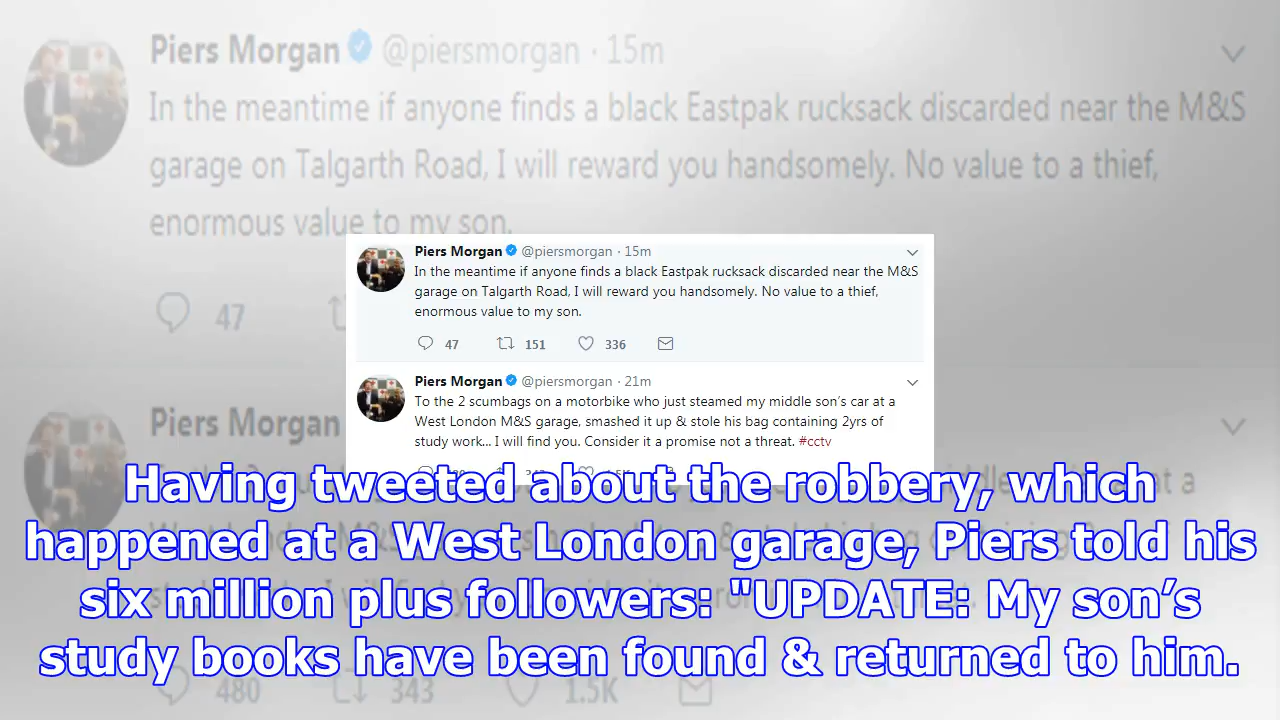 Piers Morgan @piersmorgan · 15m
In the meantime if anyone finds a black Eastpak rucksack discarded near the M&S
garage on Talgarth Road, I will reward you handsomely. No value to a thief,
enormous value to my son.
47
Piers Morgan @piersmorgan · 15m
In the meantime if anyone finds a black Eastpak rucksack discarded near the M&S
garage on Talgarth Road, I will reward you handsomely. No value to a thief,
enormous value to my son.
47 151 336
Piers Morgan @piersmorgan · 21m
To the 2 scumbags on a motorbike who just steamed my middle son's car at a
West London M&S garage, smashed it up & stole his bag containing 2yrs of
study work... I will find you. Consider it a promise not a threat. #cctv
Piers Morgan
Having tweeted about the robbery, which
happened at a West London garage, Piers told his
six million plus followers: "UPDATE: My son’s
study books have been found & returned to him.
480 343 1.5K